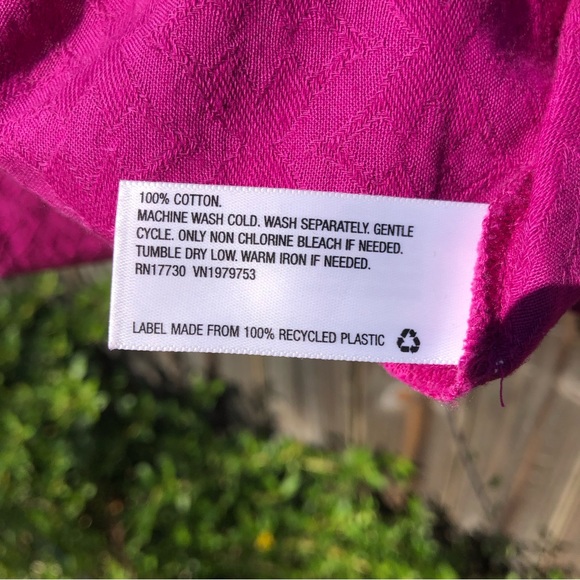 100% COTTON.
MACHINE WASH COLD. WASH SEPARATELY. GENTLE
CYCLE. ONLY NON CHLORINE BLEACH IF NEEDED.
TUMBLE DRY LOW. WARM IRON IF NEEDED.
RN17730 VN1979753
LABEL MADE FROM 100% RECYCLED PLASTIC